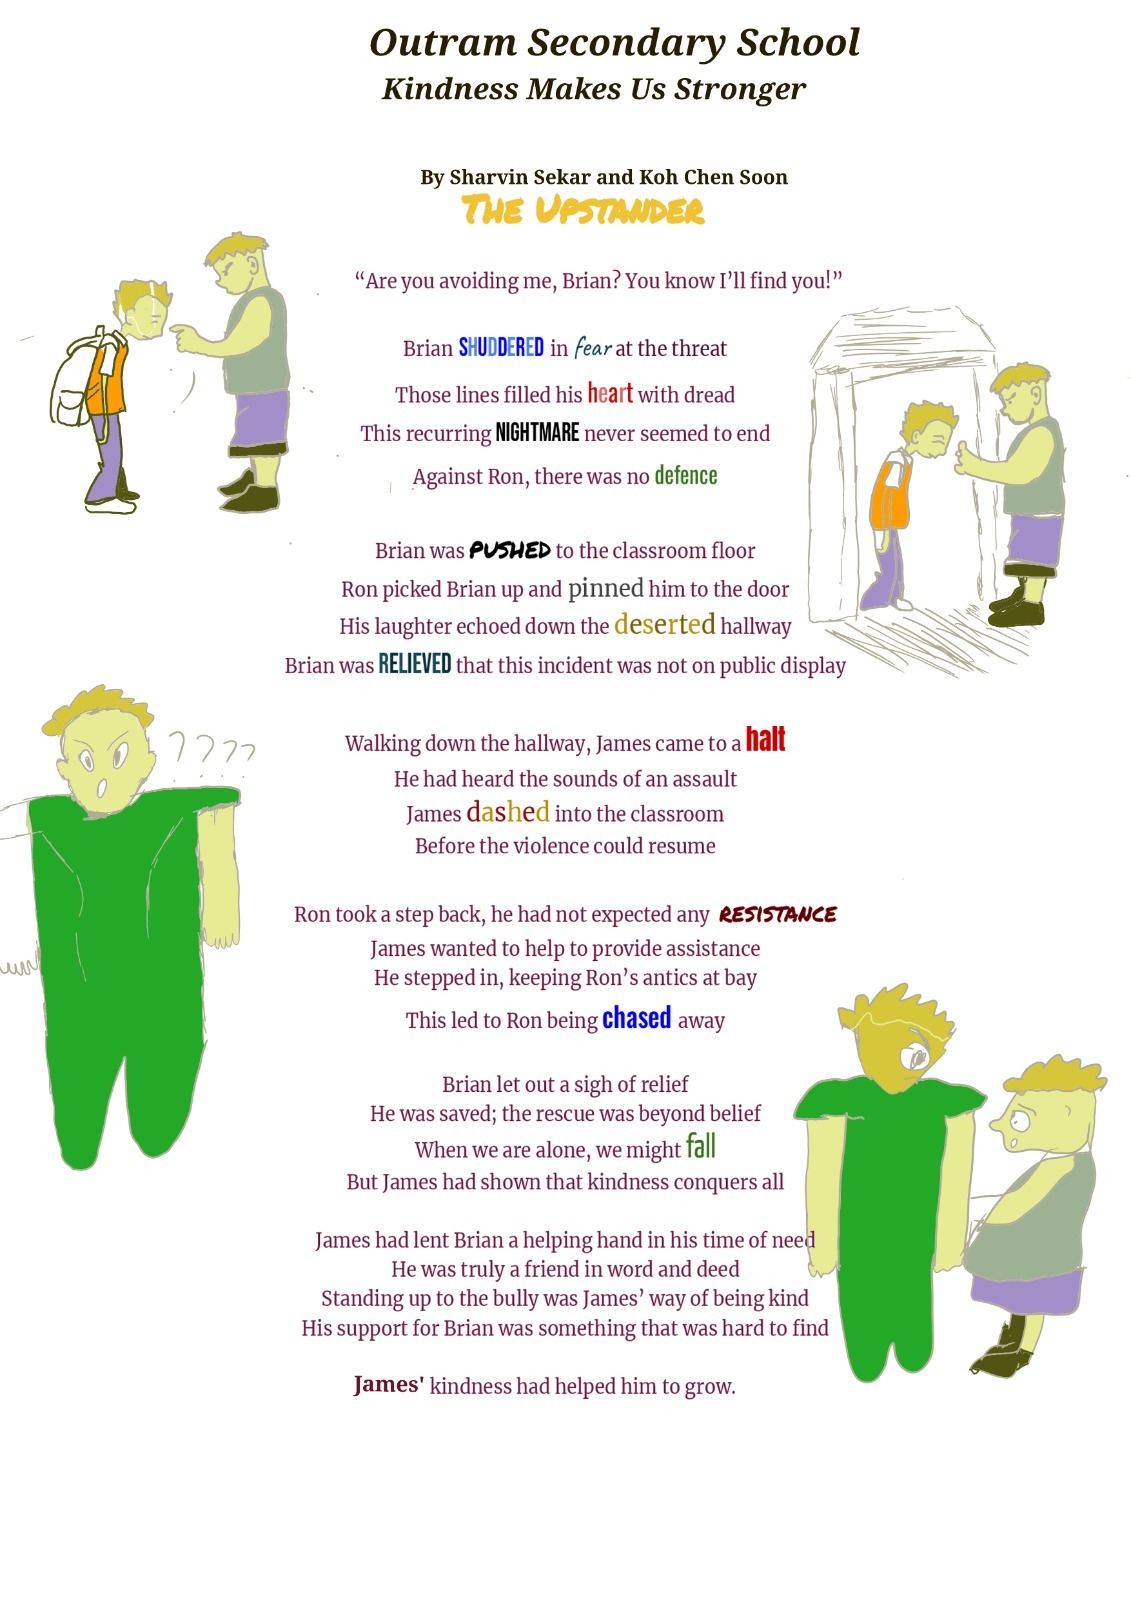 Outram Secondary School
Kindness Makes Us Stronger
By Sharvin Sekar and Koh Chen Soon
The Upstander
“Are you avoiding me, Brian? You know I’ll find you!”
Brian SHUDDERED in fear at the threat
Those lines filled his heart with dread
This recurring NIGHTMARE never seemed to end
Against Ron, there was no defence
Brian was PUSHED to the classroom floor
Ron picked Brian up and pinned him to the door
His laughter echoed down the deserted hallway
Brian was RELIEVED that this incident was not on public display
Walking down the hallway, James came to a halt
He had heard the sounds of an assault
James dashed into the classroom
Before the violence could resume
????
Ron took a step back, he had not expected any RESISTANCE
James wanted to help to provide assistance
He stepped in, keeping Ron’s antics at bay
This led to Ron being chased away
Brian let out a sigh of relief
He was saved; the rescue was beyond belief
When we are alone, we might fall
But James had shown that kindness conquers all
James had lent Brian a helping hand in his time of need
He was truly a friend in word and deed
Standing up to the bully was James’ way of being kind
His support for Brian was something that was hard to find
James' kindness had helped him to grow.